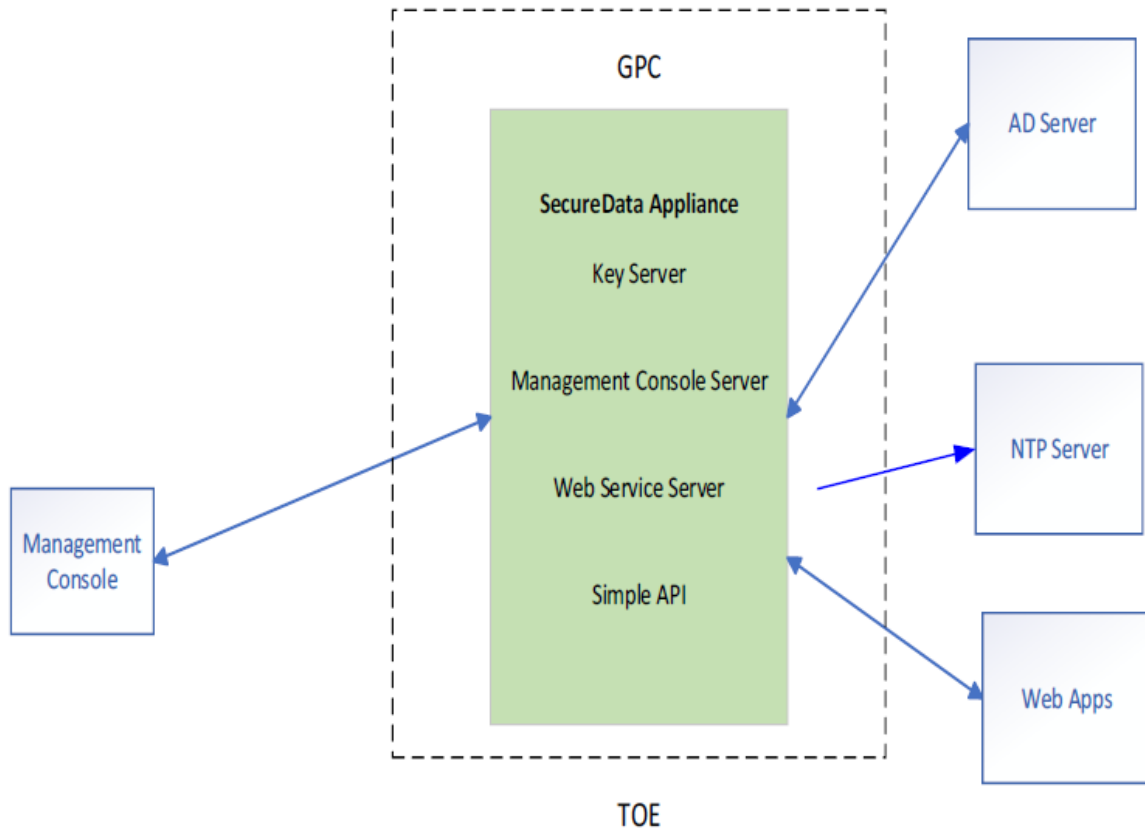 GPC
AD Server
SecureData Appliance
Key Server
Management Console Server
NTP Server
Web Service Server
Management
Console
Simple API
Web Apps
TOE